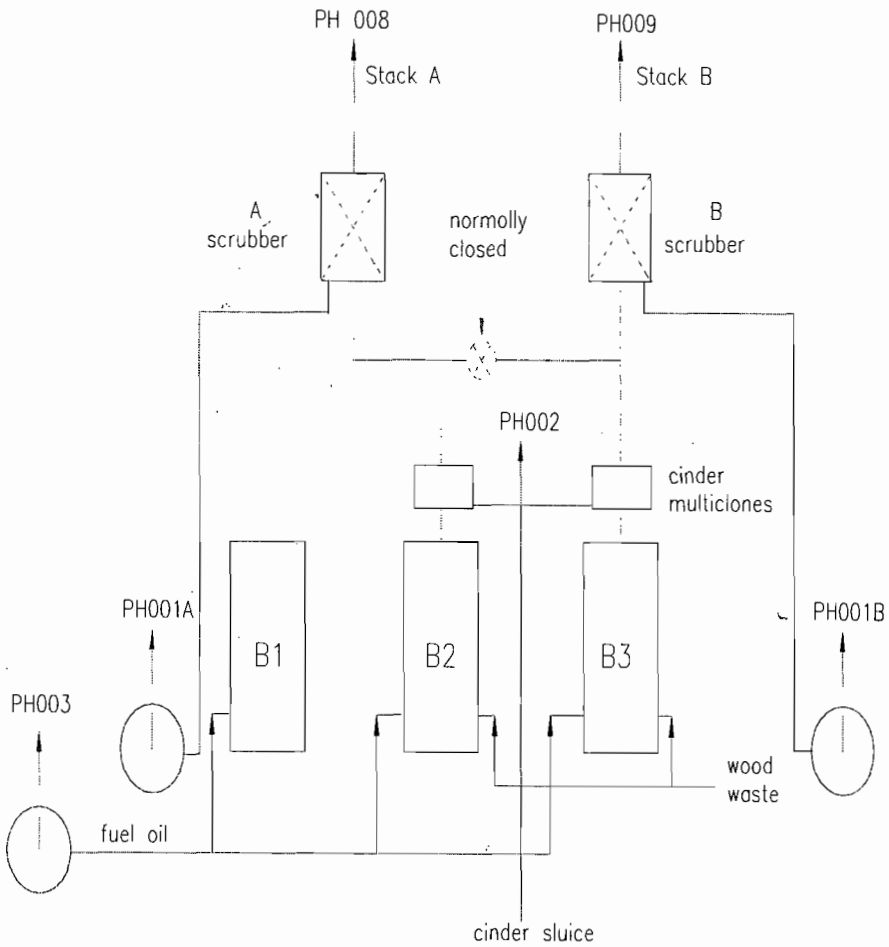 PH 008
PH009
Stack A
Stack B
A
scrubber
normolly
closed
B
scrubber
PH002
cinder
multiclones
PH001A
B1
B2
B3
PH001B
PH003
wood
waste
fuel oil
cinder sluice